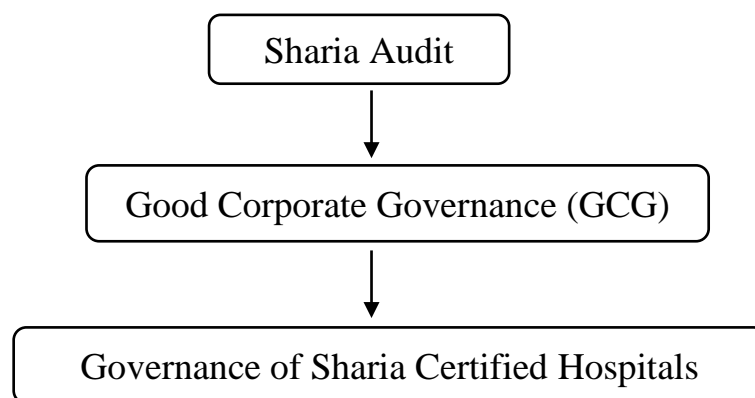 Sharia Audit
Good Corporate Governance (GCG)
Governance of Sharia Certified Hospitals